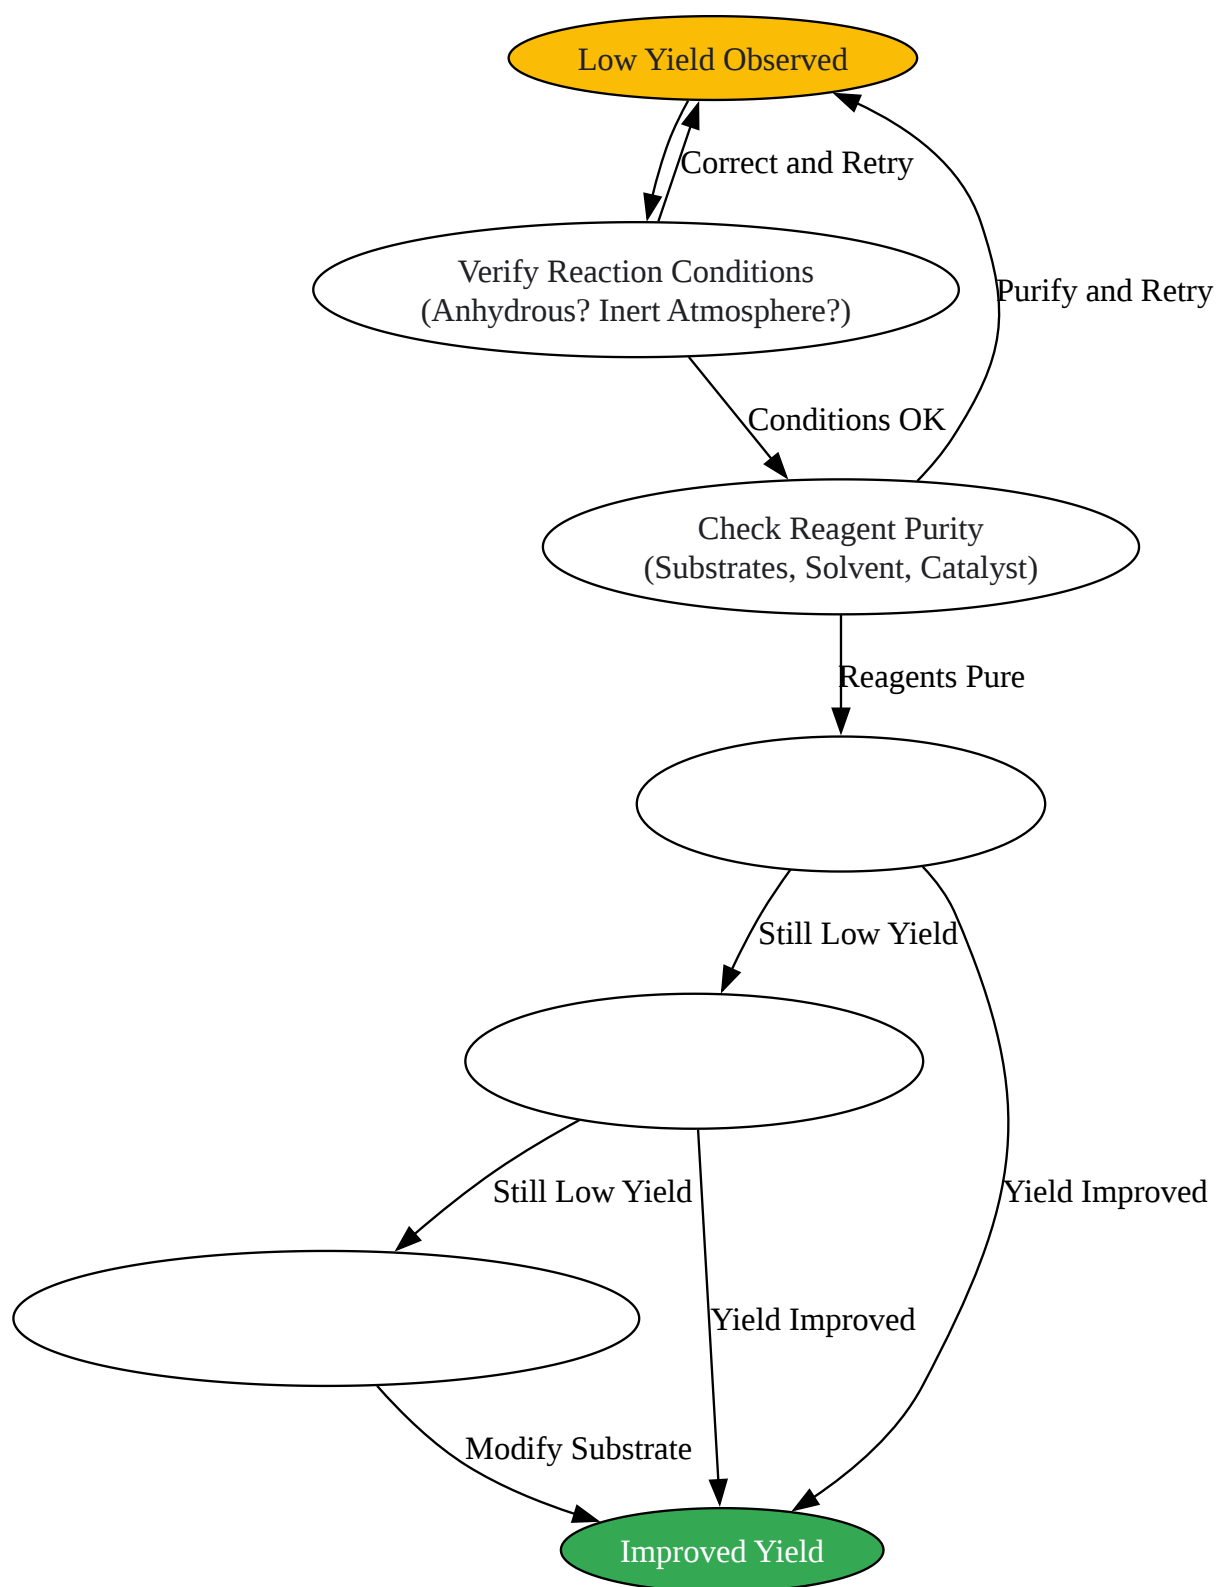 Low Yield Observed
Correct and Retry
Verify Reaction Conditions
(Anhydrous? Inert Atmosphere?)
Purify and Retry
Conditions OK
Check Reagent Purity
(Substrates, Solvent, Catalyst)
Reagents Pure
Still Low Yield
Still Low Yield
Yield Improved
Yield Improved
Modify Substrate
Improved Yield